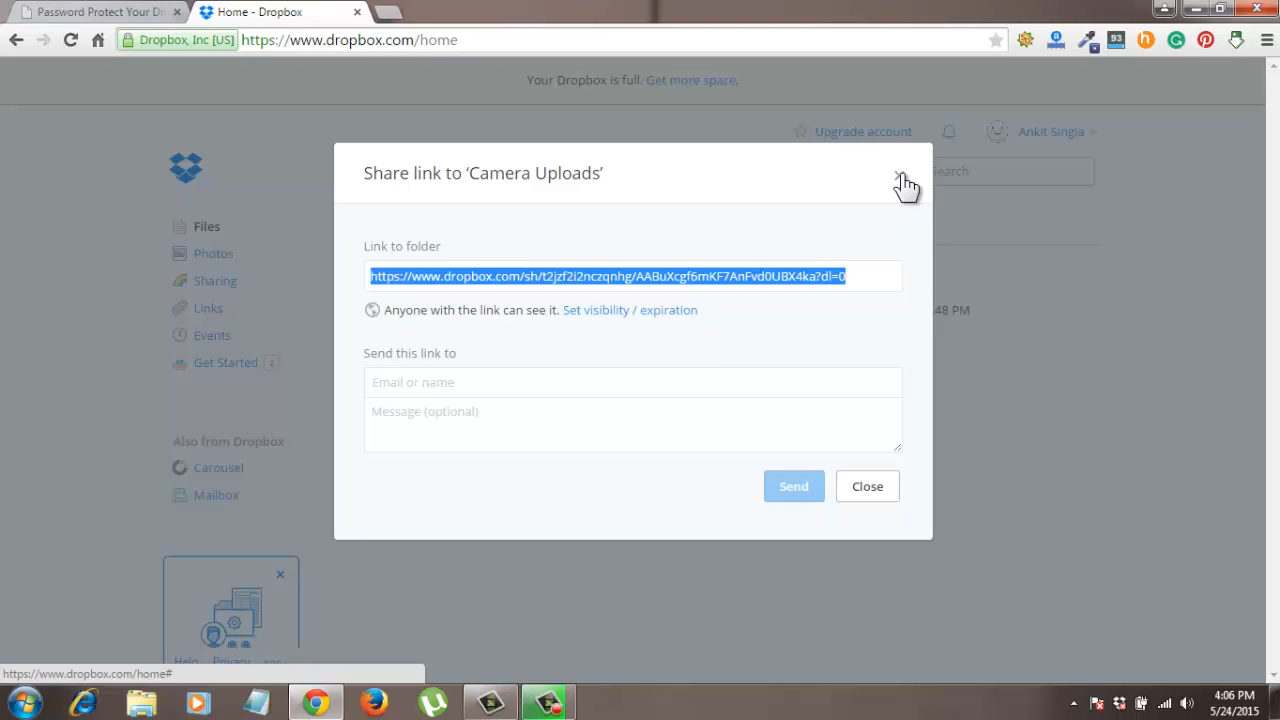 Password Protect Your Dr
Home - Dropbox
Dropbox, Inc [US] https://www.dropbox.com/home
93
Your Dropbox is full. Get more space.
Upgrade account
Ankit Singla
Search
Share link to ‘Camera Uploads’
Files
Photos
Sharing
Links
Events
Get Started 2
Link to folder
https://www.dropbox.com/sh/t2jzf2i2nczqnhg/AABuXcgf6mKF7AnFvd0UBX4ka?dl=0
Anyone with the link can see it. Set visibility / expiration
:48 PM
Send this link to
Email or name
Message (optional)
Also from Dropbox
Carousel
Mailbox
Send
Close
Help Privacy
https://www.dropbox.com/home#
4:06 PM
5/24/2015